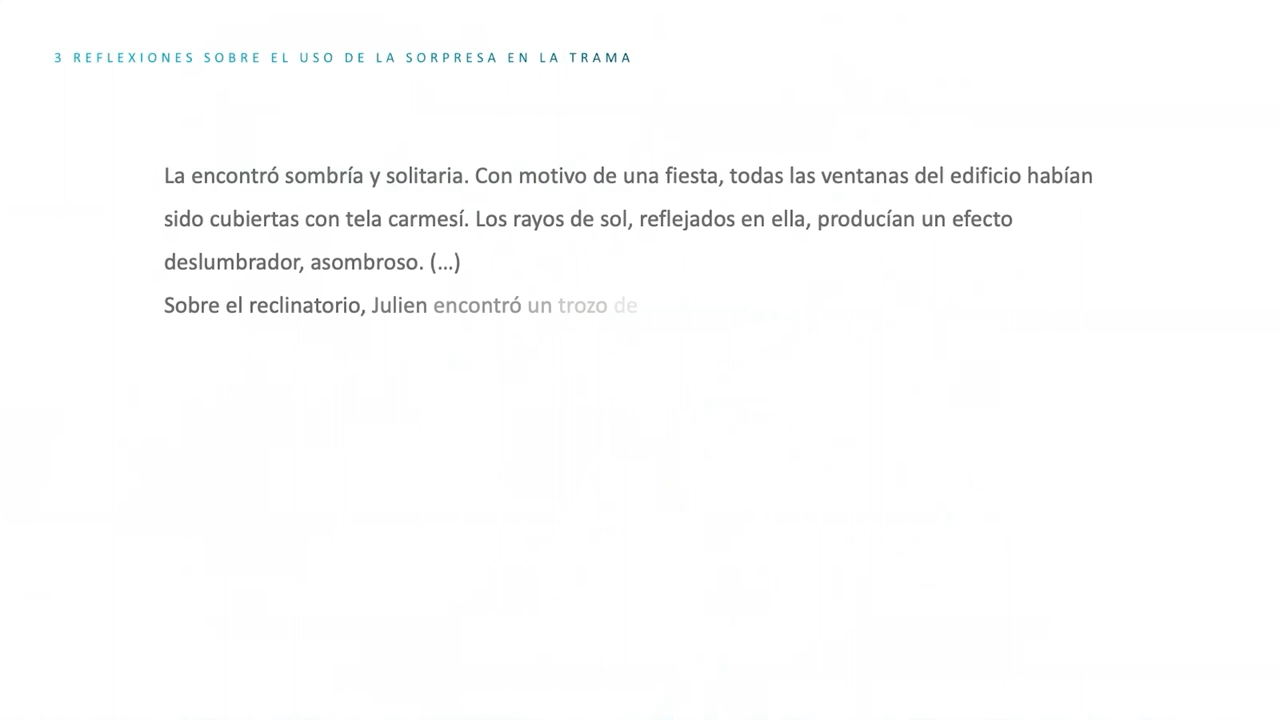 3 REFLEXIONES SOBRE EL USO DE LA SORPRESA EN LA TRAMA
La encontró sombría y solitaria. Con motivo de una fiesta, todas las ventanas del edificio habían
sido cubiertas con tela carmesí. Los rayos de sol, reflejados en ella, producían un efecto
deslumbrador, asombroso. (...)
Sobre el reclinatorio, Julien encontró un trozo de